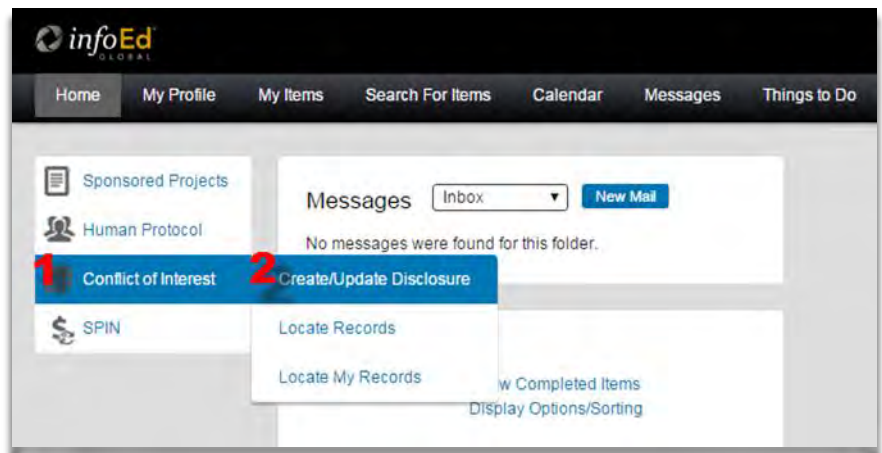 infoEd
GLOBAL
Home My Profile My Items Search For Items Calendar Messages Things to Do
Sponsored Projects
Human Protocol
1 Conflict of Interest
SPIN
2 Create/Update Disclosure
Locate Records
Locate My Records
Messages Inbox New Mail
No messages were found for this folder.
Completed Items
Display Options/Sorting